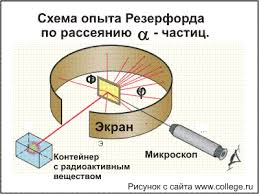 Схема опыта Резерфорда
по рассеянию α - частиц.
Ф
φ
Экран
Э
Контейнер
с радиоактивным
веществом
Микроскоп
Рисунок с сайта www.college.ru